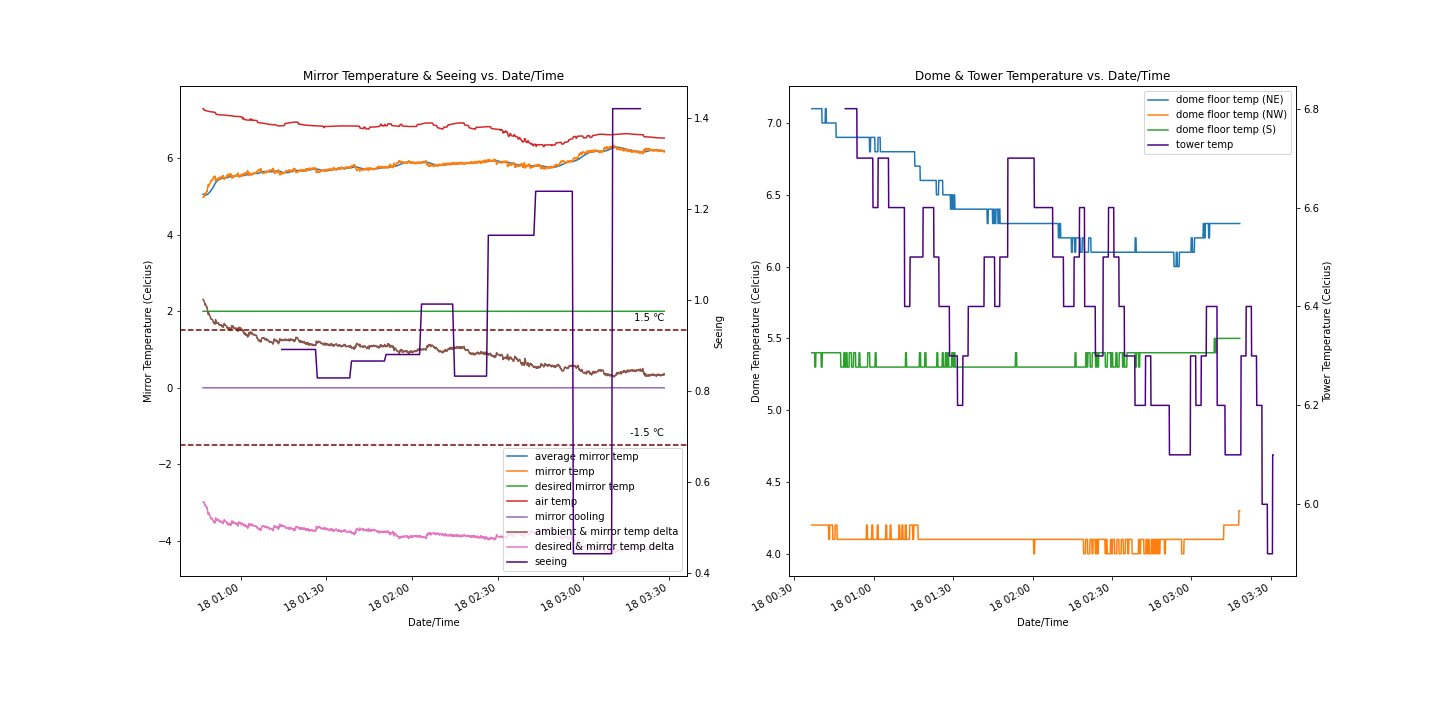 Mirror Temperature & Seeing vs. Date/Time
Mirror Temperature (Celcius)
6
4
2
0
−2
−4
1.4
1.2
1.0
0.8
0.6
0.4
Seeing
1.5 °C
-1.5 °C
average mirror temp
mirror temp
desired mirror temp
air temp
mirror cooling
ambient & mirror temp delta
desired & mirror temp delta
seeing
18 01:00
18 01:30
18 02:00
18 02:30
18 03:00
18 03:30
Date/Time
Dome & Tower Temperature vs. Date/Time
Dome Temperature (Celcius)
7.0
6.5
6.0
5.5
5.0
4.5
4.0
dome floor temp (NE)
dome floor temp (NW)
dome floor temp (S)
tower temp
6.8
6.6
6.4
6.2
6.0
Tower Temperature (Celcius)
18 00:30
18 01:00
18 01:30
18 02:00
18 02:30
18 03:00
18 03:30
Date/Time